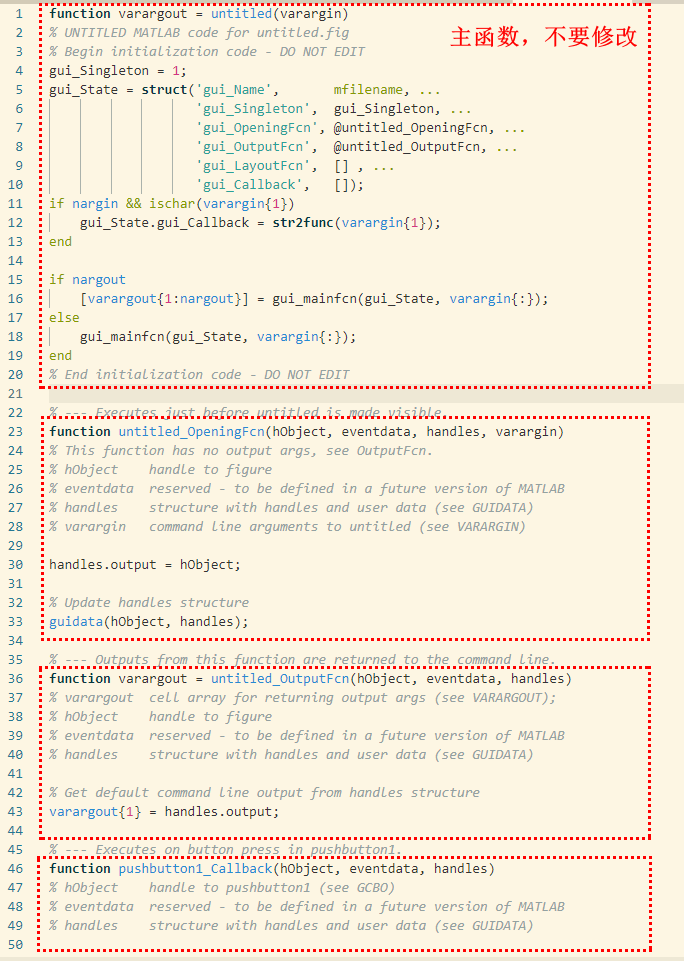 1 function varargout = untitled(varargin)
2 % UNTITLED MATLAB code for untitled.fig
主函数，不要修改
3 % Begin initialization code - DO NOT EDIT
4 gui_Singleton = 1;
5 gui_State = struct('gui_Name', mfilename, ...
6 'gui_Singleton', gui_Singleton, ...
7 'gui_OpeningFcn', @untitled_OpeningFcn, ...
8 'gui_OutputFcn', @untitled_OutputFcn, ...
9 'gui_LayoutFcn', [] , ...
10 'gui_Callback', []);
11 if nargin && ischar(varargin{1})
12 gui_State.gui_Callback = str2func(varargin{1});
13 end
14
15 if nargout
16 [varargout{1:nargout}] = gui_mainfcn(gui_State, varargin{:});
17 else
18 gui_mainfcn(gui_State, varargin{:});
19 end
20 % End initialization code - DO NOT EDIT
21
22 % --- Executes just before untitled is made visible.
23 function untitled_OpeningFcn(hObject, eventdata, handles, varargin)
24 % This function has no output args, see OutputFcn.
25 % hObject handle to figure
26 % eventdata reserved - to be defined in a future version of MATLAB
27 % handles structure with handles and user data (see GUIDATA)
28 % varargin command line arguments to untitled (see VARARGIN)
29
30 handles.output = hObject;
31
32 % Update handles structure
33 guidata(hObject, handles);
34
35 % --- Outputs from this function are returned to the command line.
36 function varargout = untitled_OutputFcn(hObject, eventdata, handles)
37 % varargout cell array for returning output args (see VARARGOUT);
38 % hObject handle to figure
39 % eventdata reserved - to be defined in a future version of MATLAB
40 % handles structure with handles and user data (see GUIDATA)
41
42 % Get default command line output from handles structure
43 varargout{1} = handles.output;
44
45 % --- Executes on button press in pushbutton1.
46 function pushbutton1_Callback(hObject, eventdata, handles)
47 % hObject handle to pushbutton1 (see GCBO)
48 % eventdata reserved - to be defined in a future version of MATLAB
49 % handles structure with handles and user data (see GUIDATA)
50